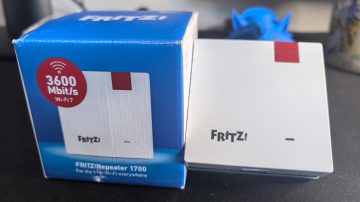 3600
Mbit/s
Wi-Fi 7
FRITZ!
FRITZ!Repeater 1700
FRITZ!